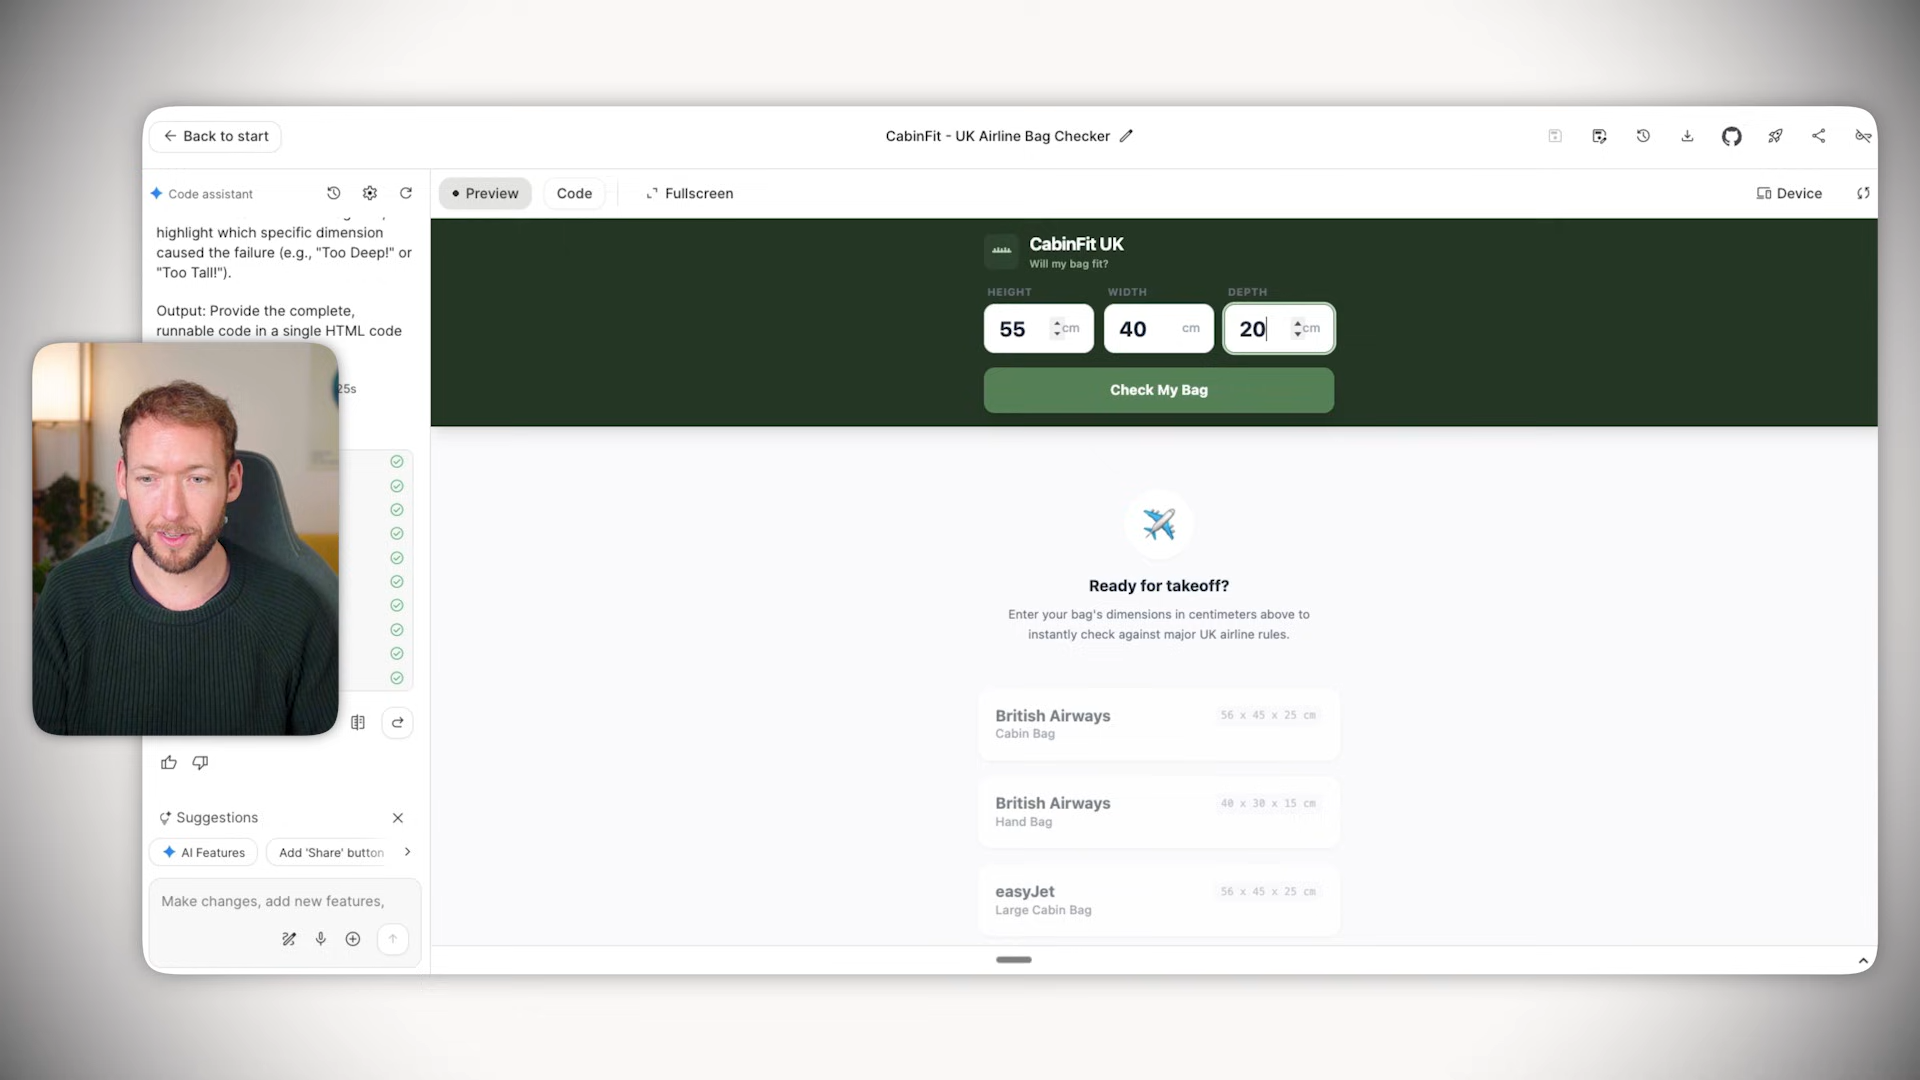 Back to start
CabinFit - UK Airline Bag Checker
Code assistant
Preview
Code
Fullscreen
Device
highlight which specific dimension
caused the failure (e.g., "Too Deep!" or
"Too Tall!").
Output: Provide the complete,
runnable code in a single HTML code
25s
CabinFit UK
Will my bag fit?
HEIGHT
WIDTH
DEPTH
55 cm
40 cm
20 cm
Check My Bag
Ready for takeoff?
Enter your bag's dimensions in centimeters above to
instantly check against major UK airline rules.
British Airways
56 x 45 x 25 cm
Cabin Bag
British Airways
40 x 30 x 15 cm
Hand Bag
easyJet
56 x 45 x 25 cm
Large Cabin Bag
Suggestions
AI Features
Add 'Share' button
Make changes, add new features,